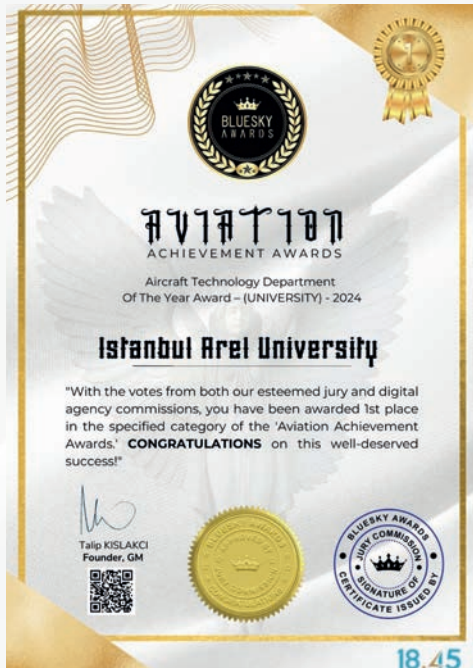 BLUESKY
AWARDS
AVIATION
ACHIEVEMENT AWARDS
Aircraft Technology Department
Of The Year Award – (UNIVERSITY) - 2024
Istanbul Arel University
"With the votes from both our esteemed jury and digital
agency commissions, you have been awarded 1st place
in the specified category of the 'Aviation Achievement
Awards.' CONGRATULATIONS on this well-deserved
success!"
Talip KISLAKCI
Founder, GM
BLUESKY AWARDS
BLUESKY AWARDS
JURY COMMISSION
SIGNATURE OF
CERTIFICATE ISSUED BY